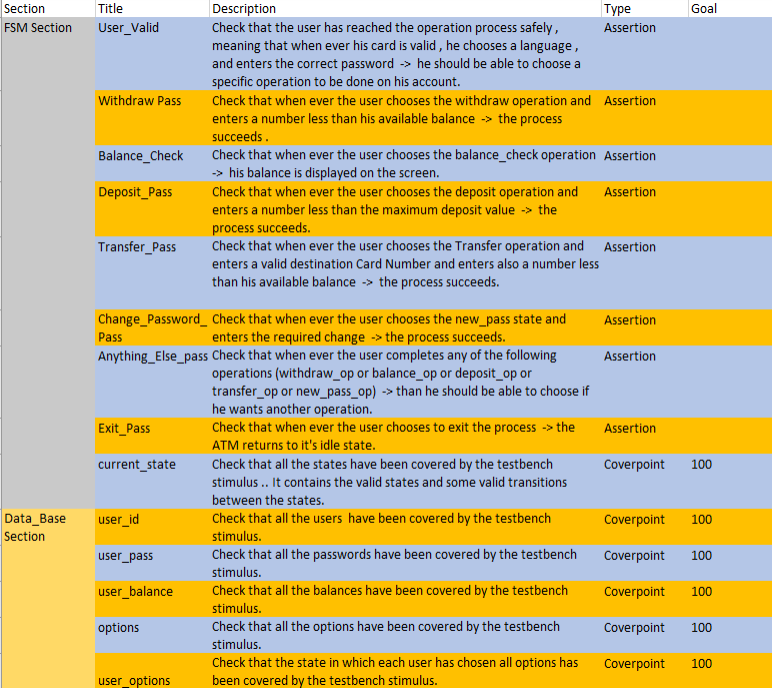 Section Title Description Type Goal
FSM Section User_Valid Check that the user has reached the operation process safely , Assertion
meaning that when ever his card is valid , he chooses a language ,
and enters the correct password -> he should be able to choose a
specific operation to be done on his account.
Withdraw Pass Check that when ever the user chooses the withdraw operation and Assertion
enters a number less than his available balance -> the process
succeeds .
Balance_Check Check that when ever the user chooses the balance_check operation Assertion
-> his balance is displayed on the screen.
Deposit_Pass Check that when ever the user chooses the deposit operation and Assertion
enters a number less than the maximum deposit value -> the
process succeeds.
Transfer_Pass Check that when ever the user chooses the Transfer operation and Assertion
enters a valid destination Card Number and enters also a number less
than his available balance -> the process succeeds.
Change_Password_ Check that when ever the user chooses the new_pass state and Assertion
Pass enters the required change -> the process succeeds.
Anything_Else_pass Check that when ever the user completes any of the following Assertion
operations (withdraw_op or balance_op or deposit_op or
transfer_op or new_pass_op) -> than he should be able to choose if
he wants another operation.
Exit_Pass Check that when ever the user chooses to exit the process -> the Assertion
ATM returns to it's idle state.
current_state Check that all the states have been covered by the testbench Coverpoint 100
stimulus .. It contains the valid states and some valid transitions
between the states.
Data_Base user_id Check that all the users have been covered by the testbench Coverpoint 100
Section stimulus.
user_pass Check that all the passwords have been covered by the testbench Coverpoint 100
stimulus.
user_balance Check that all the balances have been covered by the testbench Coverpoint 100
stimulus.
options Check that all the options have been covered by the testbench Coverpoint 100
stimulus.
Check that the state in which each user has chosen all options has Coverpoint 100
user_options been covered by the testbench stimulus.